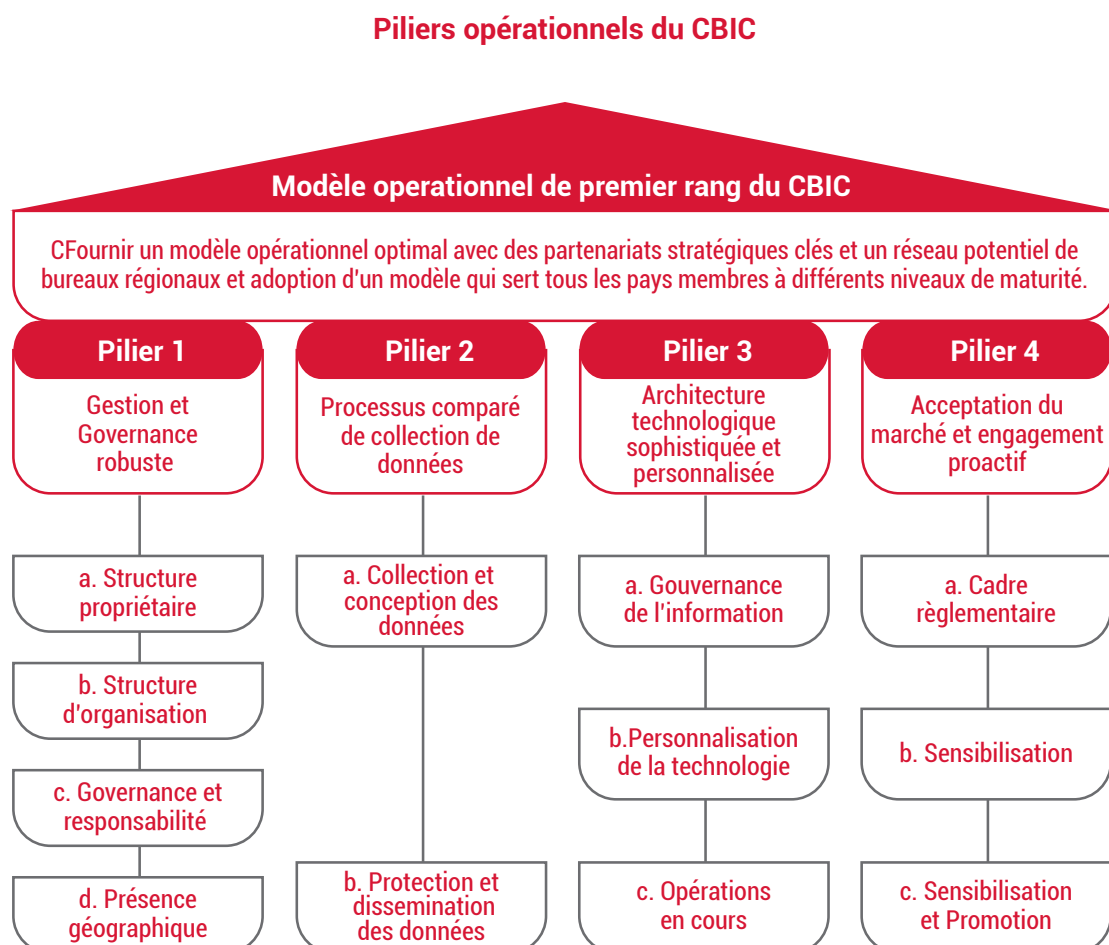 Piliers opérationnels du CBIC
Modèle operationnel de premier rang du CBIC
CFournir un modèle opérationnel optimal avec des partenariats stratégiques clés et un réseau potentiel de
bureaux régionaux et adoption d'un modèle qui sert tous les pays membres à différents niveaux de maturité.
Pilier 1
Gestion et
Governance
robuste
a. Structure
propriétaire
b. Structure
d'organisation
c. Governance et
responsabilité
d. Présence
géographique
Pilier 2
Processus comparé
de collection de
données
a. Collection et
conception des
données
b. Protection et
dissemination
des données
Pilier 3
Architecture
technologique
sophistiquée et
personnalisée
a. Gouvernance
de l'information
b.Personnalisation
de la technologie
c. Opérations
en cours
Pilier 4
Acceptation du
marché et engagement
proactif
a. Cadre
règlementaire
b. Sensibilisation
c. Sensibilisation
et Promotion